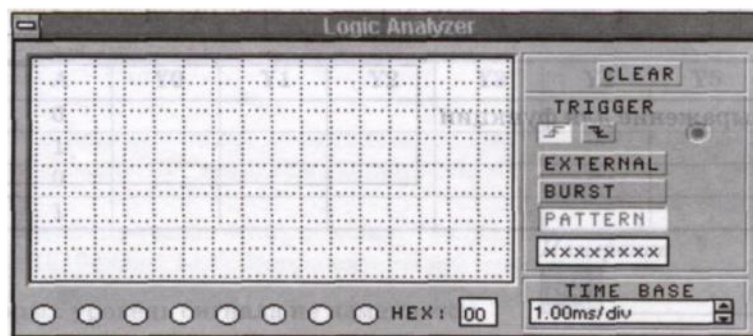 Logic Analyzer
CLEAR
TRIGGER
EXTERNAL
BURST
PATTERN
xxxxxxxx
HEX: 00
TIME BASE
1.00ms/div